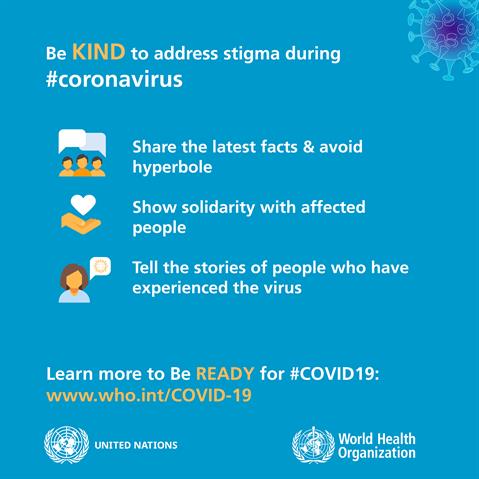 Be KIND to address stigma during
#coronavirus
Share the latest facts & avoid
hyperbole
Show solidarity with affected
people
Tell the stories of people who have
experienced the virus
Learn more to Be READY for #COVID19:
www.who.int/COVID-19
UNITED NATIONS
World Health
Organization